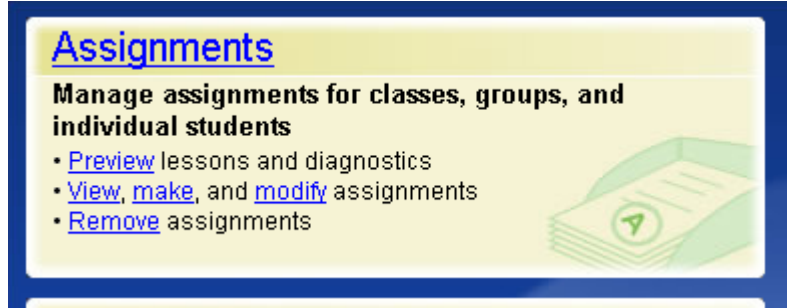 Assignments
Manage assignments for classes, groups, and
individual students
• Preview lessons and diagnostics
• View, make, and modify assignments
• Remove assignments
A